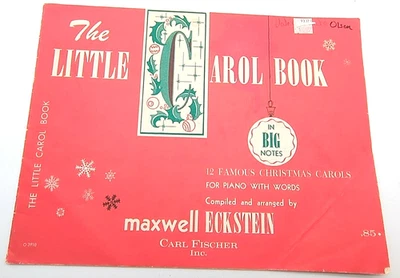 Olsen
The
LITTLE CAROL BOOK
IN
BIG
NOTES
12 FAMOUS CHRISTMAS CAROLS
FOR PIANO WITH WORDS
Compiled and arranged by
maxwell ECKSTEIN
CARL FISCHER
Inc.
.85
THE LITTLE CAROL BOOK